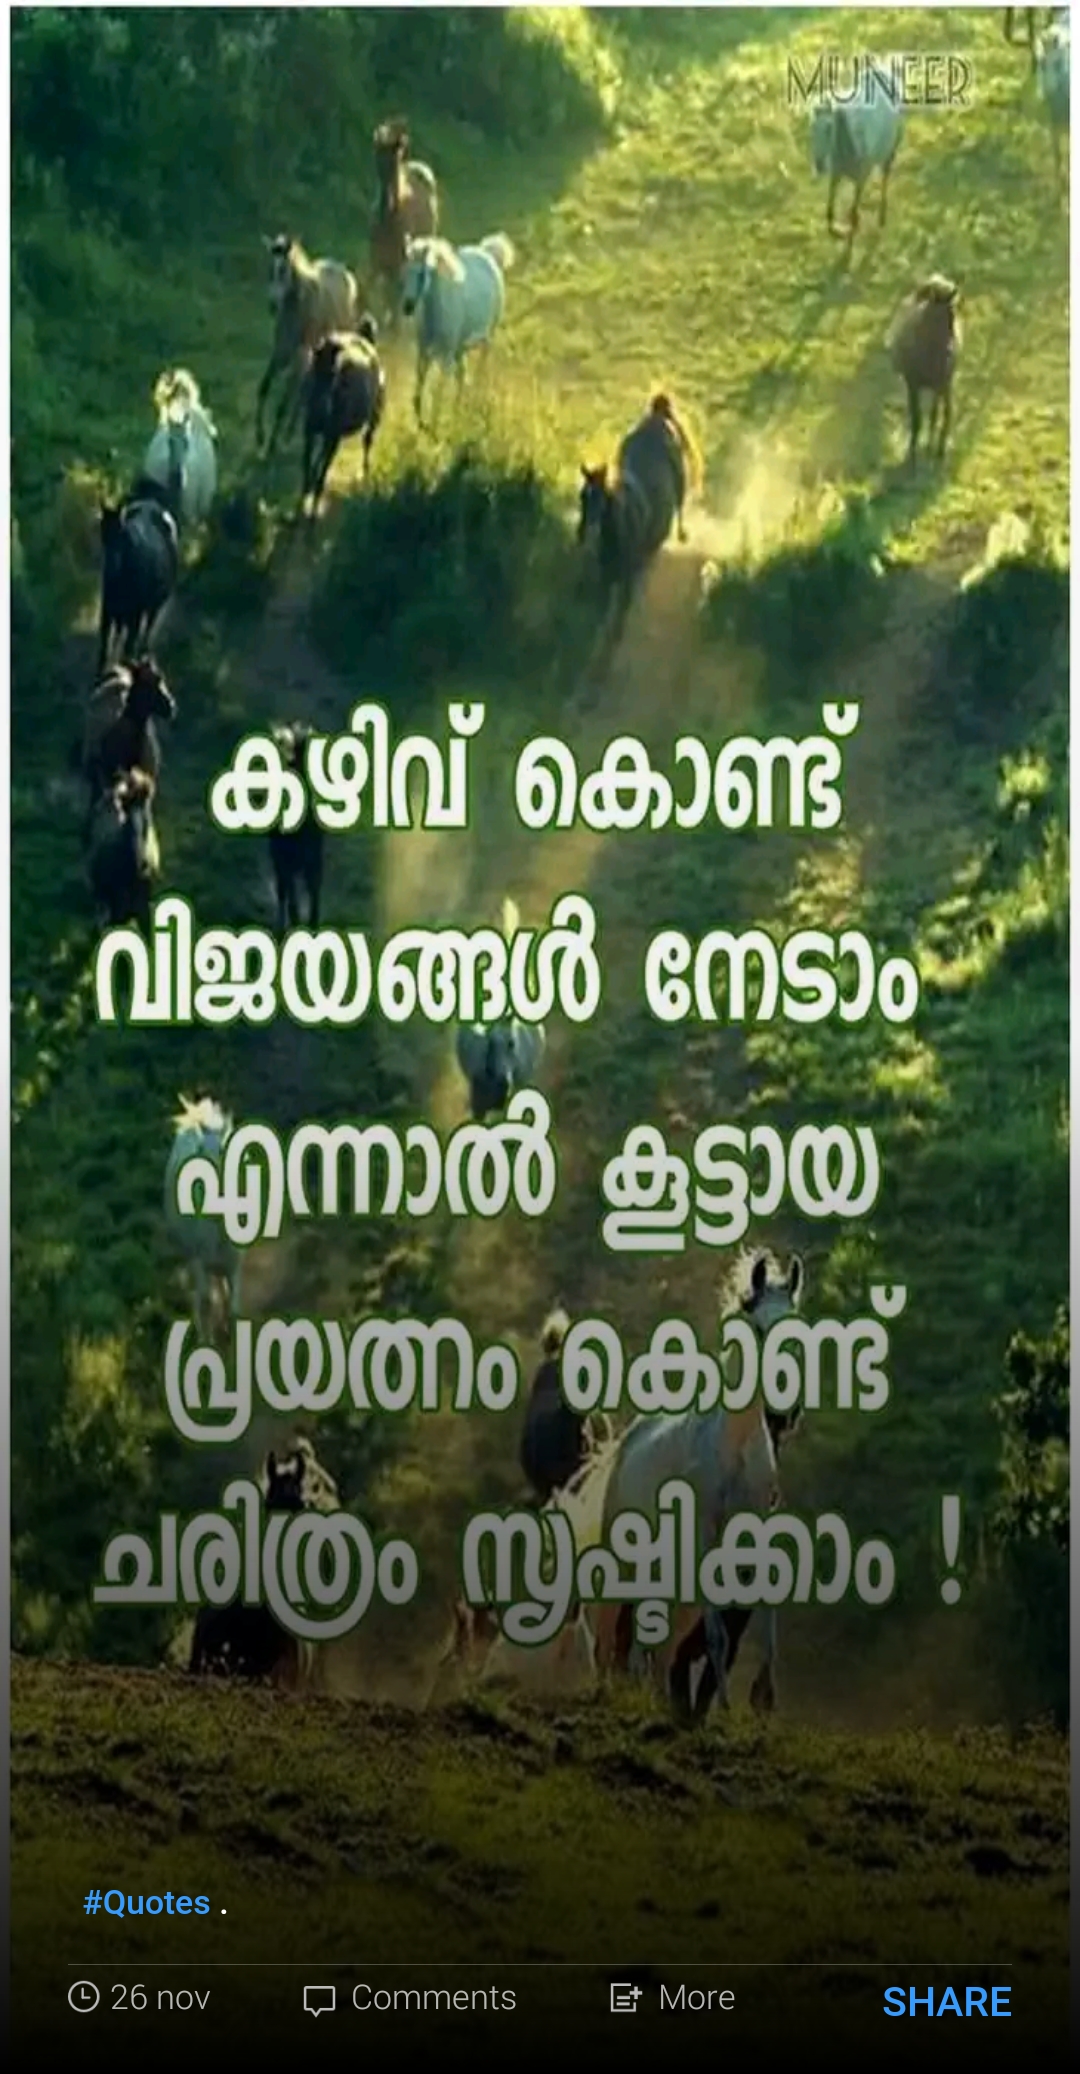 MUNEER
കഴിവ് കൊണ്ട്
വിജയങ്ങൾ നേടാം
എന്നാൽ കൂട്ടായ
പ്രയത്നം കൊണ്ട്
ചരിത്രം സൃഷ്ടിക്കാം !
#Quotes .
26 nov Comments More SHARE